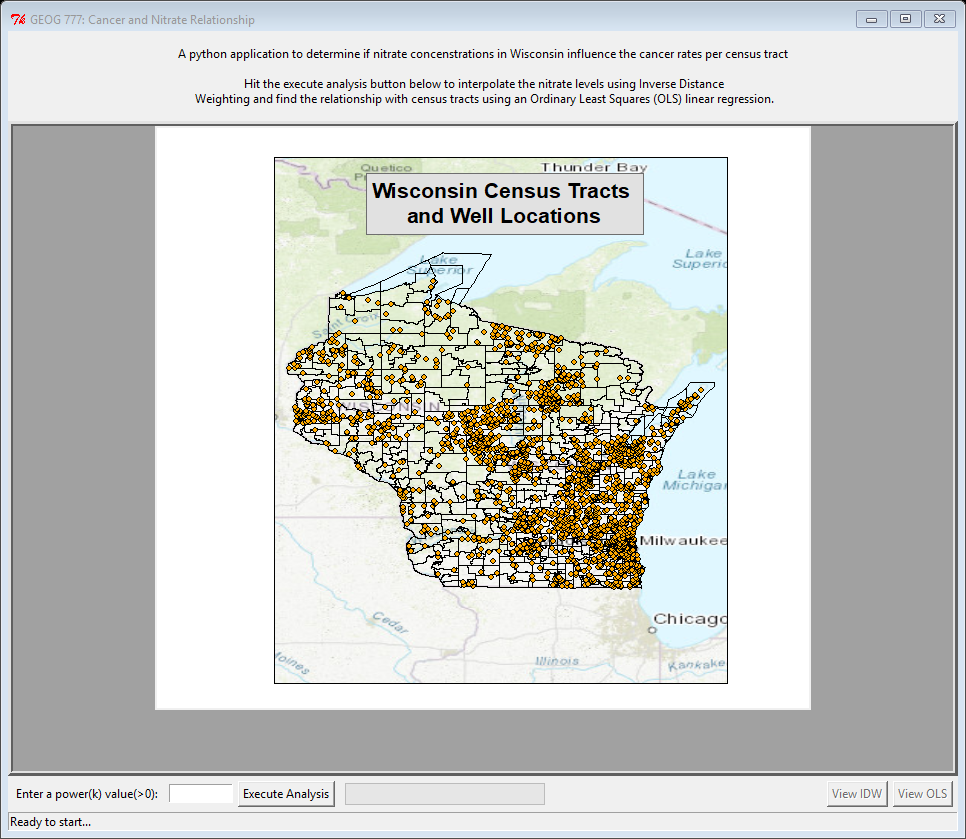 GEOG 777: Cancer and Nitrate Relationship
A python application to determine if nitrate concenstrations in Wisconsin influence the cancer rates per census tract
Hit the execute analysis button below to interpolate the nitrate levels using Inverse Distance
Weighting and find the relationship with census tracts using an Ordinary Least Squares (OLS) linear regression.
Quetico
Thunder Bay
Wisconsin Census Tracts
and Well Locations
Lake
Superior
Lake
Superio
Lake
Michigan
Milwaukee
Chicago
Cedar
Moines
Illinois
Kankakee
Enter a power(k) value(>0):
Execute Analysis
View IDW
View OLS
Ready to start...